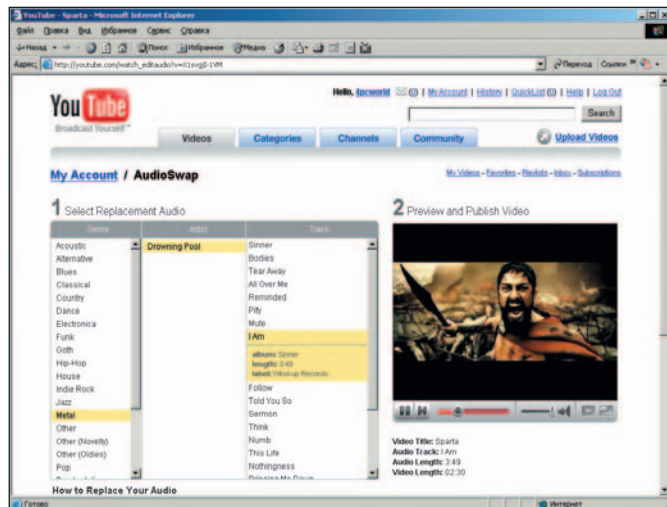 YouTube - Sparta - Microsoft Internet Explorer
Файл Правка Вид Избранное Сервис Справка
Назад Поиск Избранное Медиа
Адрес: Переход Ссылки »
Hello, (0) | My Account | History | QuickList (0) | Help | Log Out
YouTube
Broadcast Yourself™
Search
Videos Categories Channels Community Upload Videos
My Account / AudioSwap
My Videos - Favorites - Playlists - Inbox - Subscriptions
1 Select Replacement Audio
2 Preview and Publish Video
Genre Artist Track
Acoustic Drowning Pool Sinner
Alternative Bodies
Blues Tear Away
Classical All Over Me
Country Reminded
Dance Pity
Electronica Mute
Funk I Am
Goth album: Sinner
Hip-Hop length: 3:49
House label: Wind-up Records
Indie Rock Follow
Jazz Told You So
Metal Sermon
Other Think
Other (Novelty) Numb
Other (Oldies) This Life
Pop Nothingness
Video Title: Sparta
Audio Track: I Am
Audio Length: 3:49
Video Length: 02:30
How to Replace Your Audio
Готово Интернет